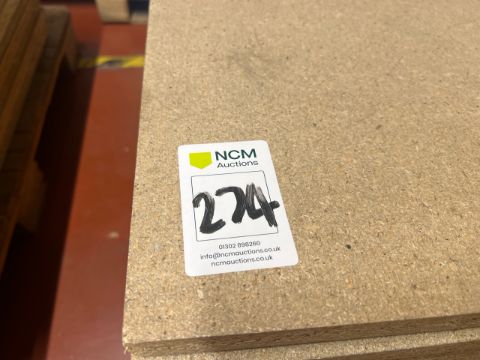 NCM
Auctions
274
01302 898260
info@ncmauctions.co.uk
ncmauctions.co.uk